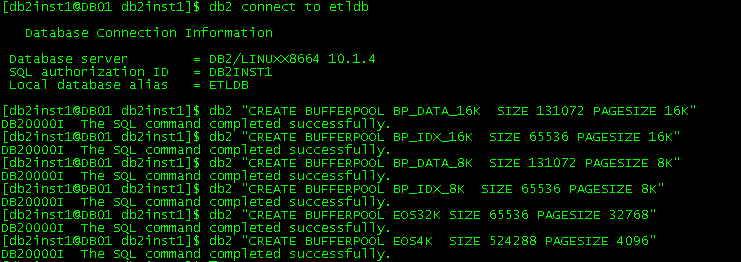 [db2inst1@DB01 db2inst1]$ db2 connect to etldb
Database Connection Information
Database server = DB2/LINUXX8664 10.1.4
SQL authorization ID = DB2INST1
Local database alias = ETLDB
[db2inst1@DB01 db2inst1]$ db2 "CREATE BUFFERPOOL BP_DATA_16K SIZE 131072 PAGESIZE 16K"
DB20000I The SQL command completed successfully.
[db2inst1@DB01 db2inst1]$ db2 "CREATE BUFFERPOOL BP_IDX_16K SIZE 65536 PAGESIZE 16K"
DB20000I The SQL command completed successfully.
[db2inst1@DB01 db2inst1]$ db2 "CREATE BUFFERPOOL BP_DATA_8K SIZE 131072 PAGESIZE 8K"
DB20000I The SQL command completed successfully.
[db2inst1@DB01 db2inst1]$ db2 "CREATE BUFFERPOOL BP_IDX_8K SIZE 65536 PAGESIZE 8K"
DB20000I The SQL command completed successfully.
[db2inst1@DB01 db2inst1]$ db2 "CREATE BUFFERPOOL EOS32K SIZE 65536 PAGESIZE 32768"
DB20000I The SQL command completed successfully.
[db2inst1@DB01 db2inst1]$ db2 "CREATE BUFFERPOOL EOS4K SIZE 524288 PAGESIZE 4096"
DB20000I The SQL command completed successfully.